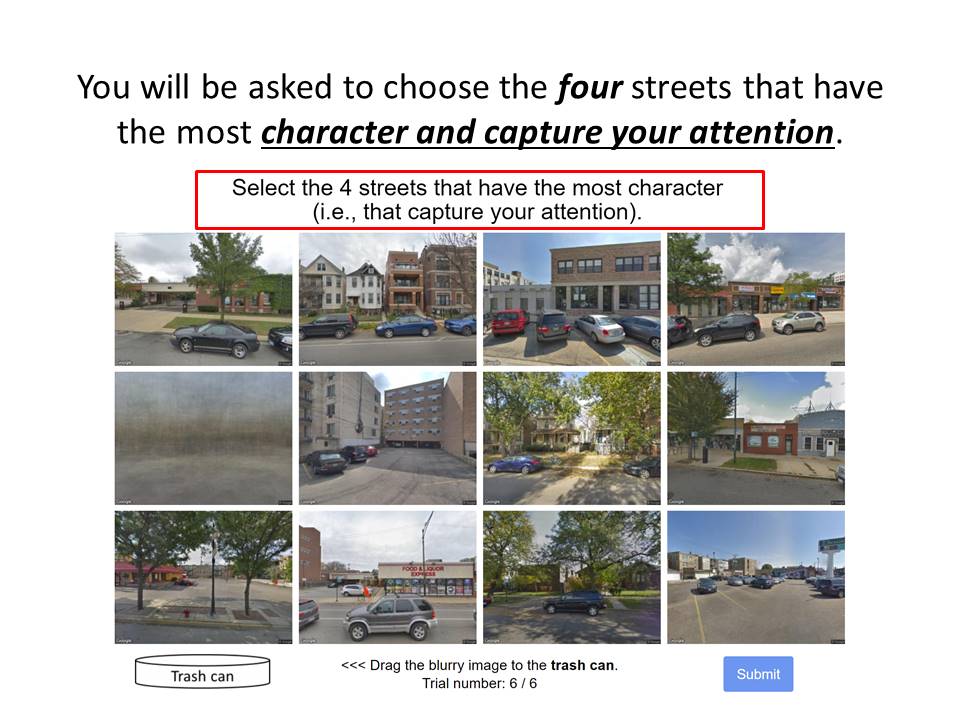 You will be asked to choose the four streets that have
the most character and capture your attention.
Select the 4 streets that have the most character
(i.e., that capture your attention).
FOOD & LIQUOR
EXPRESS
Trash can
<<< Drag the blurry image to the trash can.
Trial number: 6 / 6
Submit